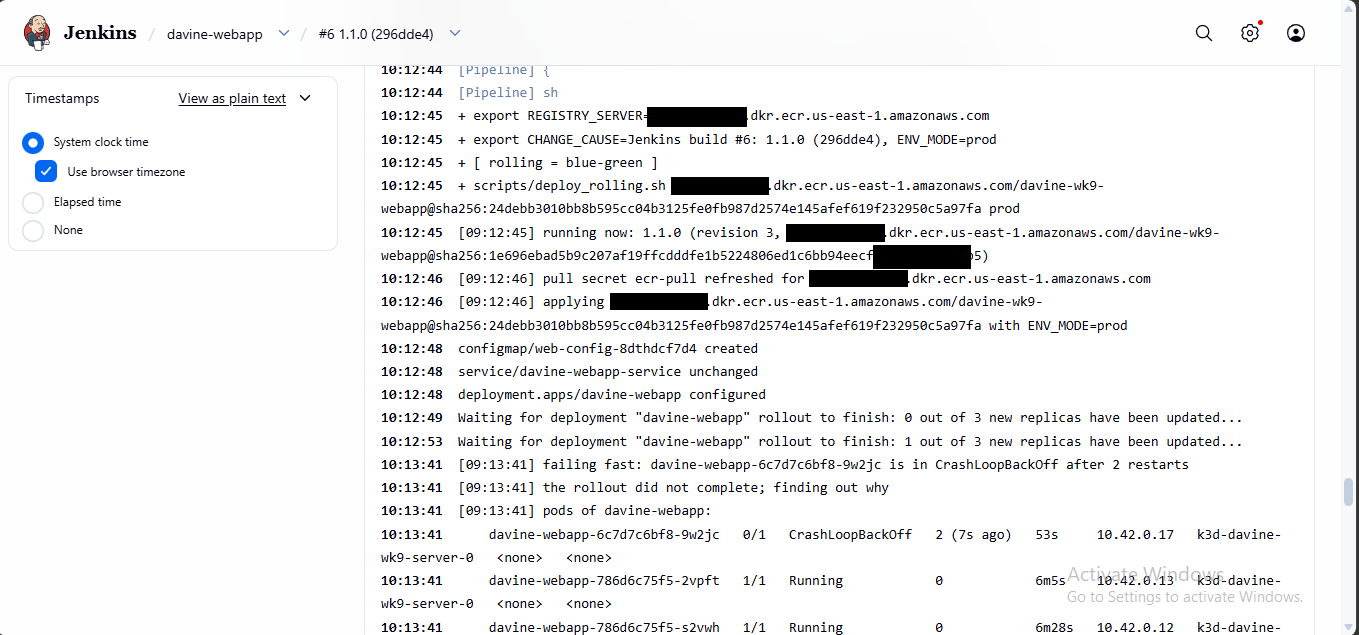 Jenkins / davine-webapp / #6 1.1.0 (296dde4)
Timestamps View as plain text
System clock time
Use browser timezone
Elapsed time
None
10:12:44 [Pipeline] {
10:12:44 [Pipeline] sh
10:12:45 + export REGISTRY_SERVER= .dkr.ecr.us-east-1.amazonaws.com
10:12:45 + export CHANGE_CAUSE=Jenkins build #6: 1.1.0 (296dde4), ENV_MODE=prod
10:12:45 + [ rolling = blue-green ]
10:12:45 + scripts/deploy_rolling.sh .dkr.ecr.us-east-1.amazonaws.com/davine-wk9-
webapp@sha256:24debb3010bb8b595cc04b3125fe0fb987d2574e145afef619f232950c5a97fa prod
10:12:45 [09:12:45] running now: 1.1.0 (revision 3, .dkr.ecr.us-east-1.amazonaws.com/davine-wk9-
webapp@sha256:1e696ebad5b9c207af19ffcdddfe1b5224806ed1c6bb94eecf b5)
10:12:46 [09:12:46] pull secret ecr-pull refreshed for .dkr.ecr.us-east-1.amazonaws.com
10:12:46 [09:12:46] applying .dkr.ecr.us-east-1.amazonaws.com/davine-wk9-
webapp@sha256:24debb3010bb8b595cc04b3125fe0fb987d2574e145afef619f232950c5a97fa with ENV_MODE=prod
10:12:48 configmap/web-config-8dthdcf7d4 created
10:12:48 service/davine-webapp-service unchanged
10:12:48 deployment.apps/davine-webapp configured
10:12:49 Waiting for deployment "davine-webapp" rollout to finish: 0 out of 3 new replicas have been updated...
10:12:53 Waiting for deployment "davine-webapp" rollout to finish: 1 out of 3 new replicas have been updated...
10:13:41 [09:13:41] failing fast: davine-webapp-6c7d7c6bf8-9w2jc is in CrashLoopBackOff after 2 restarts
10:13:41 [09:13:41] the rollout did not complete; finding out why
10:13:41 [09:13:41] pods of davine-webapp:
10:13:41 davine-webapp-6c7d7c6bf8-9w2jc 0/1 CrashLoopBackOff 2 (7s ago) 53s 10.42.0.17 k3d-davine-
wk9-server-0 <none> <none>
10:13:41 davine-webapp-786d6c75f5-2vpft 1/1 Running 0 6m5s 10.42.0.13 k3d-davine-
wk9-server-0 <none> <none>
10:13:41 davine-webapp-786d6c75f5-s2vwh 1/1 Running 0 6m28s 10.42.0.12 k3d-davine-
Activate Windows
Go to Settings to activate Windows.